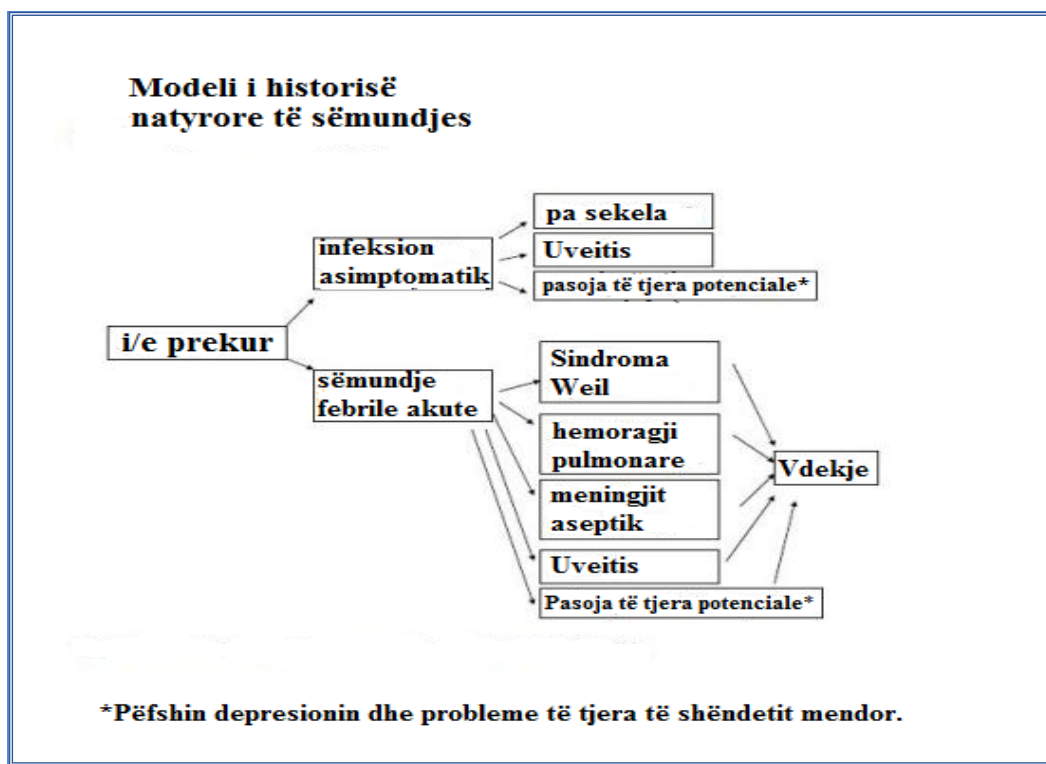 Modeli i historisë
natyrore të sëmundjes
pa sekela
infeksion
asimptomatik
Uveitis
pasoja të tjera potenciale*
i/e prekur
sëmundje
febrile akute
Sindroma
Weil
hemoragji
pulmonare
meningjit
aseptik
Uveitis
Pasoja të tjera potenciale*
Vdekje
*Pëfshin depresionin dhe probleme të tjera të shëndetit mendor.